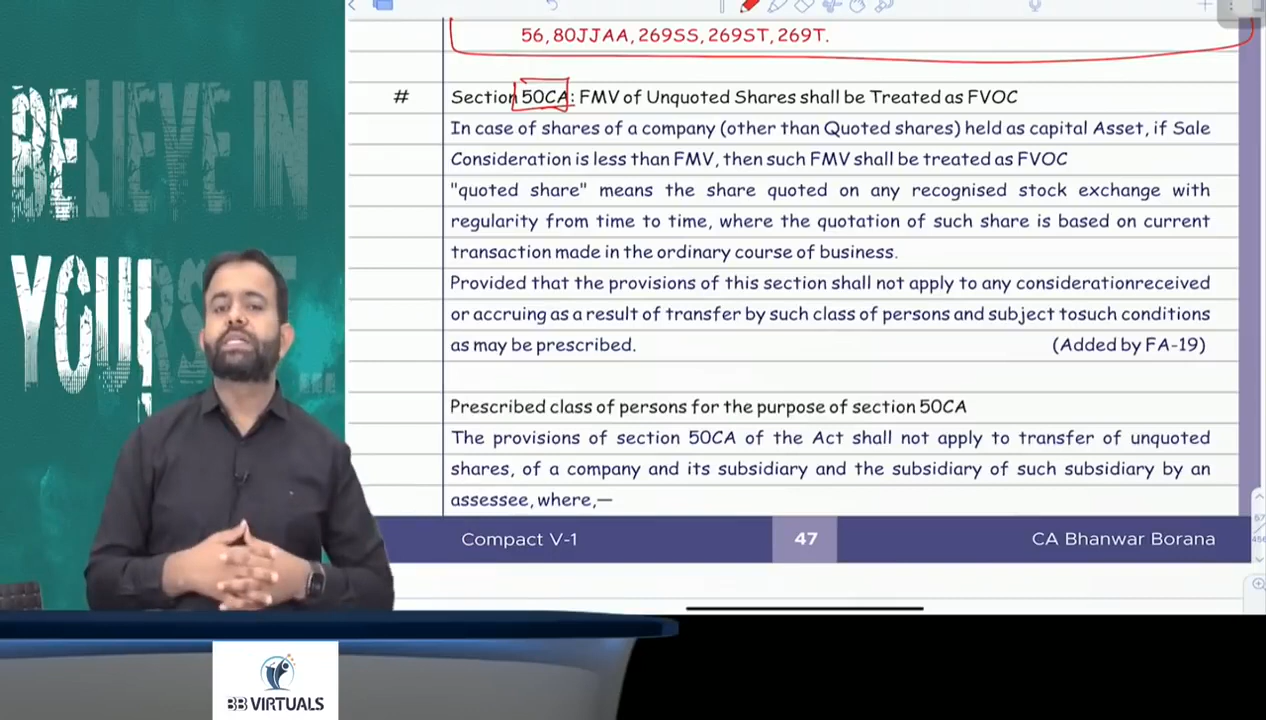 BELIEVE IN
YOURS
!
56, 80JJAA, 269SS, 269ST, 269T.
# Section 50CA: FMV of Unquoted Shares shall be Treated as FVOC
In case of shares of a company (other than Quoted shares) held as capital Asset, if Sale
Consideration is less than FMV, then such FMV shall be treated as FVOC
"quoted share" means the share quoted on any recognised stock exchange with
regularity from time to time, where the quotation of such share is based on current
transaction made in the ordinary course of business.
Provided that the provisions of this section shall not apply to any considerationreceived
or accruing as a result of transfer by such class of persons and subject tosuch conditions
as may be prescribed. (Added by FA-19)
Prescribed class of persons for the purpose of section 50CA
The provisions of section 50CA of the Act shall not apply to transfer of unquoted
shares, of a company and its subsidiary and the subsidiary of such subsidiary by an
assessee, where,—
Compact V-1 47 CA Bhanwar Borana
BB VIRTUALS